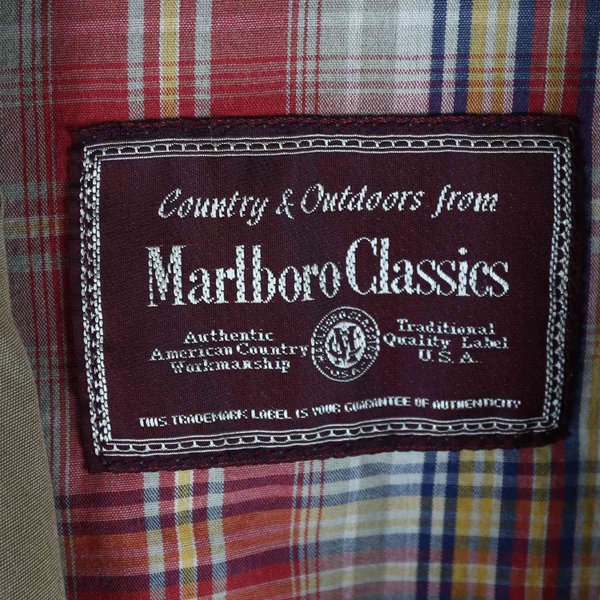 Country & Outdoors from
Marlboro Classics
Authentic
American Country
Workmanship
Traditional
Quality Label
U.S.A.
THIS TRADEMARK LABEL IS YOUR GUARANTEE OF AUTHENTICITY